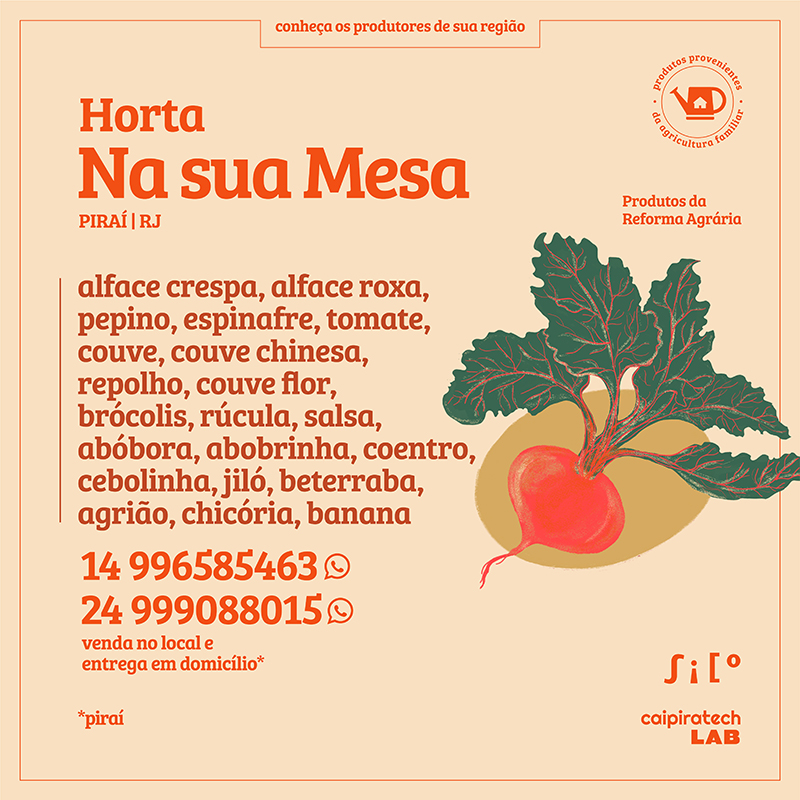 conheça os produtores de sua região
produtos provenientes
da agricultura familiar
Horta
Na sua Mesa
PIRAÍ | RJ
Produtos da
Reforma Agrária
alface crespa, alface roxa,
pepino, espinafre, tomate,
couve, couve chinesa,
repolho, couve flor,
brócolis, rúcula, salsa,
abóbora, abobrinha, coentro,
cebolinha, jiló, beterraba,
agrião, chicória, banana
14 996585463
24 999088015
venda no local e
entrega em domicílio*
*piraí
caipiratech
LAB